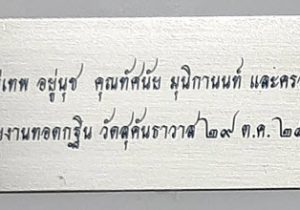 เทพ อยู่นุช คุณทัศนัย มุนิกานนท์ และครอ
งานทอดกฐิน วัดสุคันธาวาส ๒๙ ต.ค. ๒๕